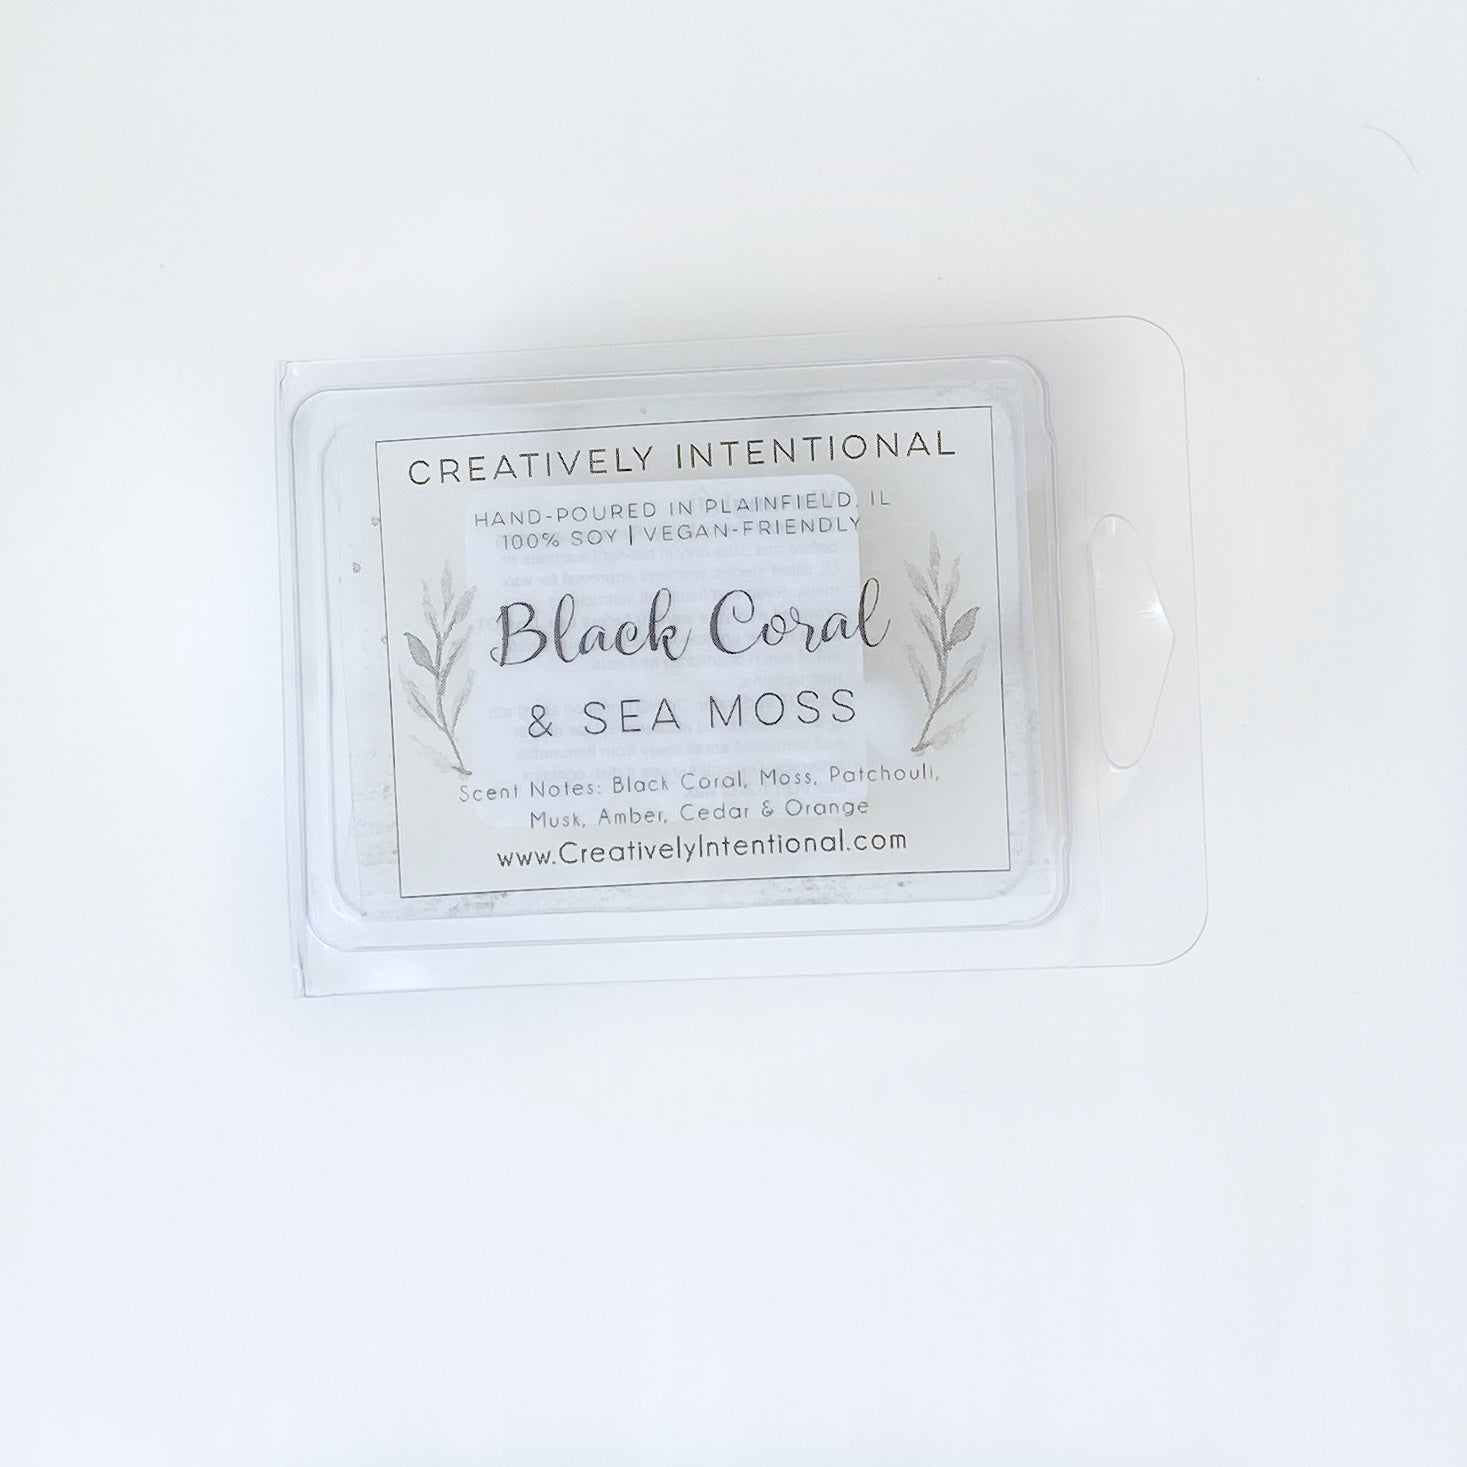 CREATIVELY INTENTIONAL
HAND-POURED IN PLAINFIELD, IL
100% SOY | VEGAN-FRIENDLY
Black Coral
& SEA MOSS
Scent Notes: Black Coral, Moss, Patchouli,
Musk, Amber, Cedar & Orange
www.CreativelyIntentional.com